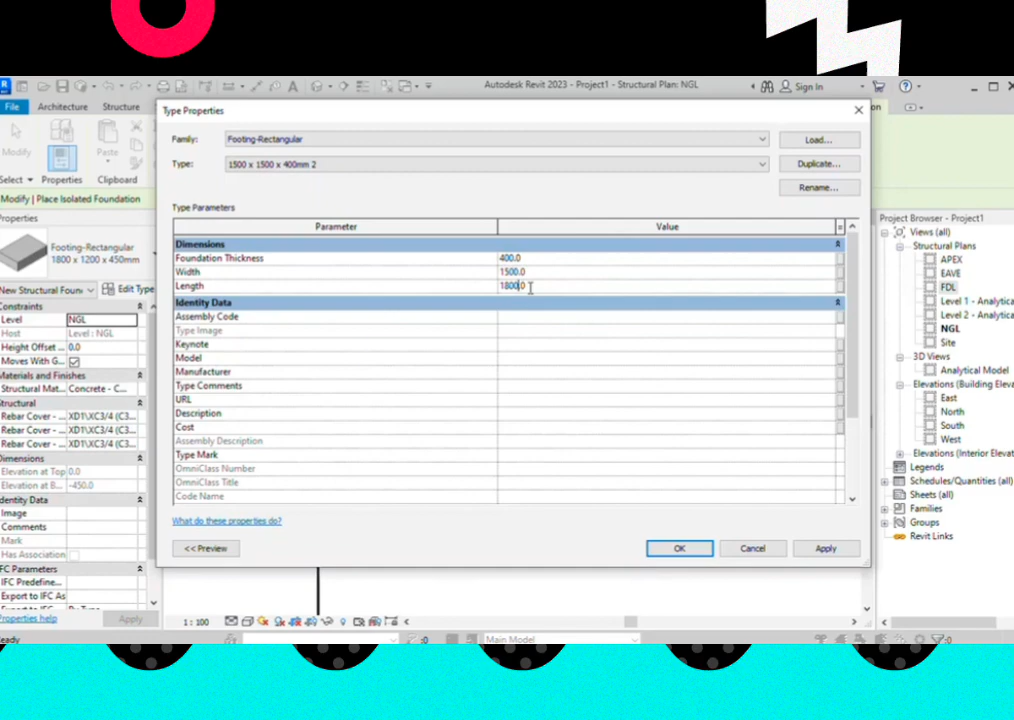 Autodesk Revit 2023 - Project1 - Structural Plan: NGL
Sign In
File Architecture Structure
Modify
Paste
Select Properties Clipboard
Modify | Place Isolated Foundation
Properties
Footing-Rectangular
1800 x 1200 x 450mm
New Structural Foun Edit Type
Constraints
Level NGL
Host Level : NGL
Height Offset ... 0.0
Moves With G...
Materials and Finishes
Structural Mat... Concrete - C...
Structural
Rebar Cover - ... XD1\XC3/4 (C3...
Rebar Cover - ... XD1\XC3/4 (C3...
Rebar Cover - ... XD1\XC3/4 (C3...
Dimensions
Elevation at Top 0.0
Elevation at B... -450.0
Identity Data
Image
Comments
Mark
Has Association
IFC Parameters
IFC Predefine...
Export to IFC As
Properties help Apply
Ready
Type Properties
Family: Footing-Rectangular Load...
Type: 1500 x 1500 x 400mm 2 Duplicate...
Rename...
Type Parameters
Parameter Value =
Dimensions
Foundation Thickness 400.0
Width 1500.0
Length 1800.0
Identity Data
Assembly Code
Type Image
Keynote
Model
Manufacturer
Type Comments
URL
Description
Cost
Assembly Description
Type Mark
OmniClass Number
OmniClass Title
Code Name
What do these properties do?
<< Preview OK Cancel Apply
1 : 100
:0 Main Model :0
Project Browser - Project1
Views (all)
Structural Plans
APEX
EAVE
FDL
Level 1 - Analytica
Level 2 - Analytica
NGL
Site
3D Views
Analytical Model
Elevations (Building Eleva
East
North
South
West
Elevations (Interior Elevat
Legends
Schedules/Quantities (all)
Sheets (all)
Families
Groups
Revit Links